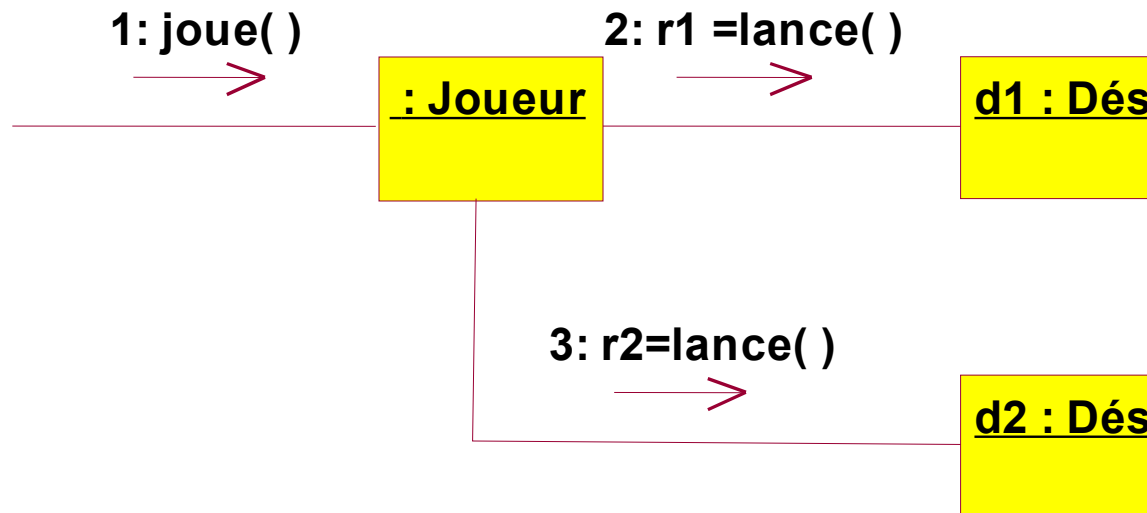 1: joue( )
2: r1 =lance( )
: Joueur
d1 : Dés
3: r2=lance( )
d2 : Dés